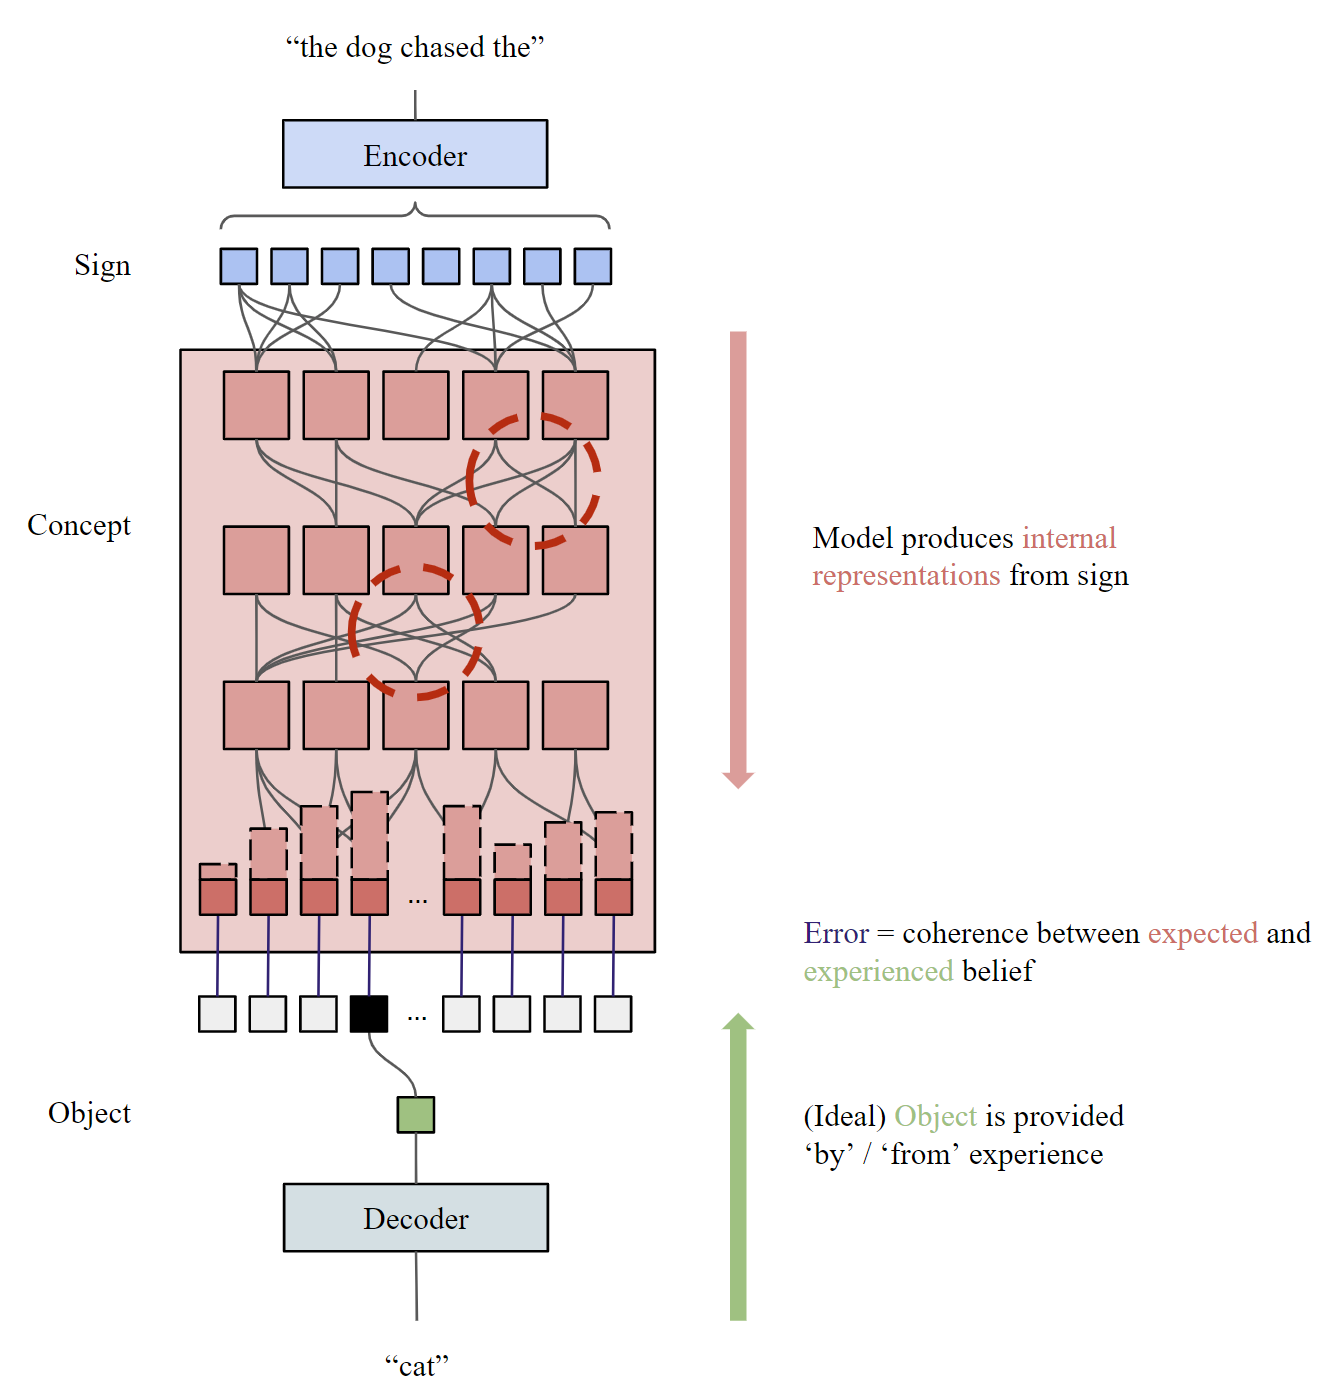 “the dog chased the”
Encoder
Sign
Concept
Model produces internal
representations from sign
...
Error = coherence between expected and
experienced belief
...
Object
(Ideal) Object is provided
‘by’ / ‘from’ experience
Decoder
“cat”